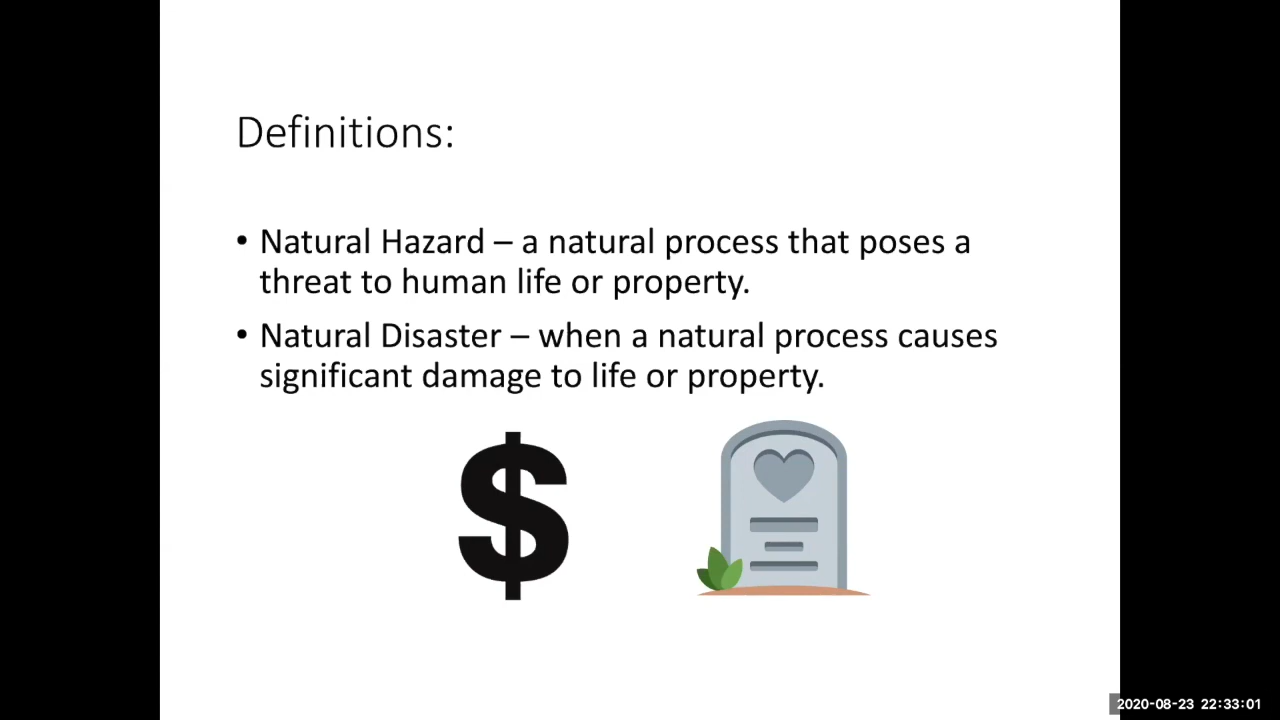 Definitions:
• Natural Hazard – a natural process that poses a
threat to human life or property.
• Natural Disaster – when a natural process causes
significant damage to life or property.
$
2020-08-23 22:33:01